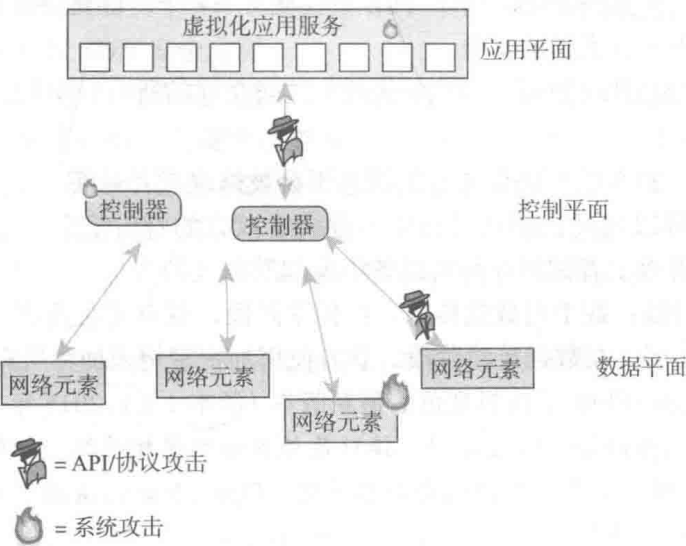 虚拟化应用服务
应用平面
控制器
控制器
控制平面
网络元素
网络元素
网络元素
网络元素
数据平面
= API/协议攻击
= 系统攻击